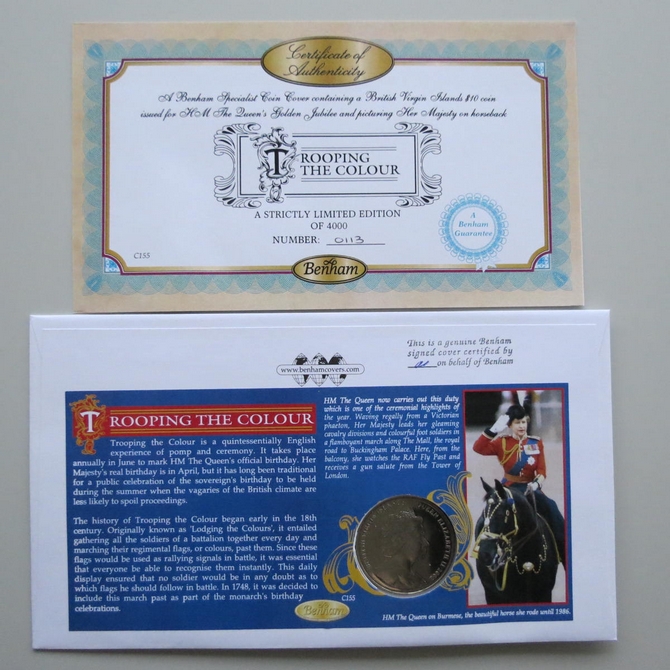 Certificate of
Authenticity
A Benham Specialist Coin Cover containing a British Virgin Islands $10 coin
issued for HM The Queen's Golden Jubilee and picturing Her Majesty on horseback
TROOPING
THE COLOUR
A STRICTLY LIMITED EDITION
OF 4000
NUMBER: 0113
A
Benham
Guarantee
C155
Benham
This is a genuine Benham
signed cover certified by
on behalf of Benham
www.benhamcovers.com
TROOPING THE COLOUR
Trooping the Colour is a quintessentially English
experience of pomp and ceremony. It takes place
annually in June to mark HM The Queen's official birthday. Her
Majesty's real birthday is in April, but it has long been traditional
for a public celebration of the sovereign's birthday to be held
during the summer when the vagaries of the British climate are
less likely to spoil proceedings.
The history of Trooping the Colour began early in the 18th
century. Originally known as 'Lodging the Colours', it entailed
gathering all the soldiers of a battalion together every day and
marching their regimental flags, or colours, past them. Since these
flags would be used as rallying signals in battle, it was essential
that everyone be able to recognise them instantly. This daily
display ensured that no soldier would be in any doubt as to
which flags he should follow in battle. In 1748, it was decided to
include this march past as part of the monarch's birthday
celebrations.
HM The Queen now carries out this duty
which is one of the ceremonial highlights of
the year. Waving regally from a Victorian
phaeton, Her Majesty leads her gleaming
cavalry divisions and colourful foot soldiers in
a flamboyant march along The Mall, the royal
road to Buckingham Palace. Here, from the
balcony, she watches the RAF Fly Past and
receives a gun salute from the Tower of
London.
QUEEN ELIZABETH II
C155
Benham
HM The Queen on Burmese, the beautiful horse she rode until 1986.